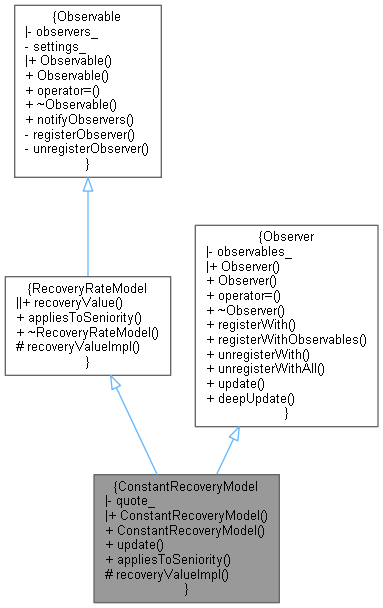 {Observable
|- observers_
- settings_
|+ Observable()
+ Observable()
+ operator=()
+ ~Observable()
+ notifyObservers()
- registerObserver()
- unregisterObserver()
}
{RecoveryRateModel
||+ recoveryValue()
+ appliesToSeniority()
+ ~RecoveryRateModel()
# recoveryValueImpl()
}
{Observer
|- observables_
|+ Observer()
+ Observer()
+ operator=()
+ ~Observer()
+ registerWith()
+ registerWithObservables()
+ unregisterWith()
+ unregisterWithAll()
+ update()
+ deepUpdate()
}
{ConstantRecoveryModel
|- quote_
|+ ConstantRecoveryModel()
+ ConstantRecoveryModel()
+ update()
+ appliesToSeniority()
# recoveryValueImpl()
}